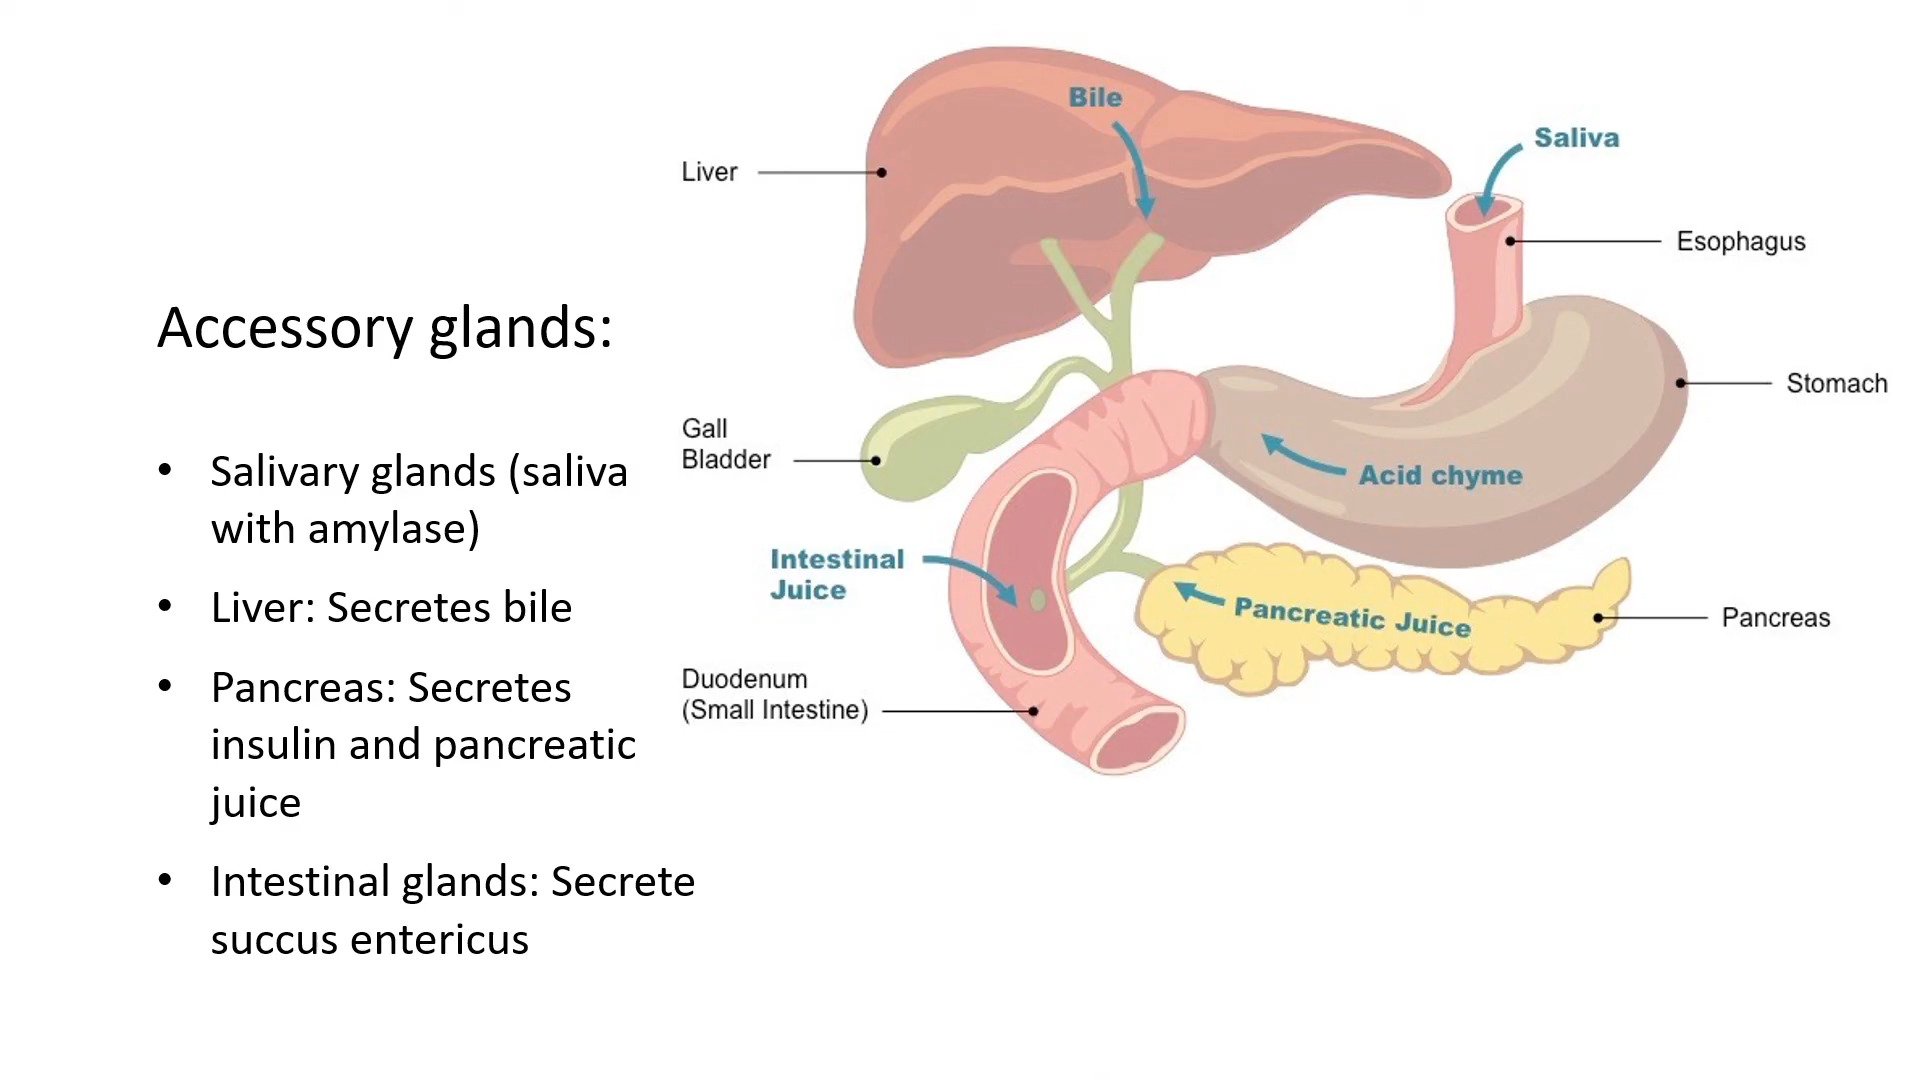 Accessory glands:
• Salivary glands (saliva
with amylase)
• Liver: Secretes bile
• Pancreas: Secretes
insulin and pancreatic
juice
• Intestinal glands: Secrete
succus entericus
Bile
Saliva
Liver
Esophagus
Stomach
Gall
Bladder
Acid chyme
Intestinal
Juice
Pancreatic Juice
Pancreas
Duodenum
(Small Intestine)